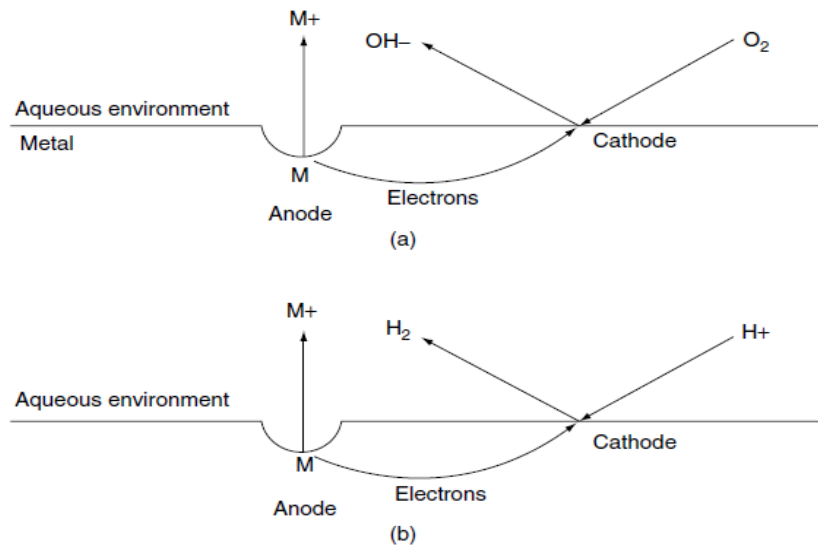 M+
OH– O₂
Aqueous environment
Metal Cathode
M
Electrons
Anode
(a)
M+
H₂ H+
Aqueous environment
Cathode
M
Electrons
Anode
(b)